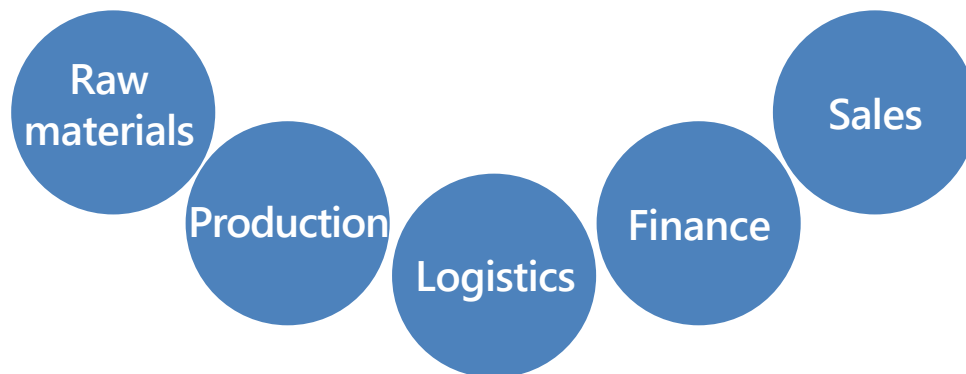 Raw
materials
Production
Logistics
Finance
Sales